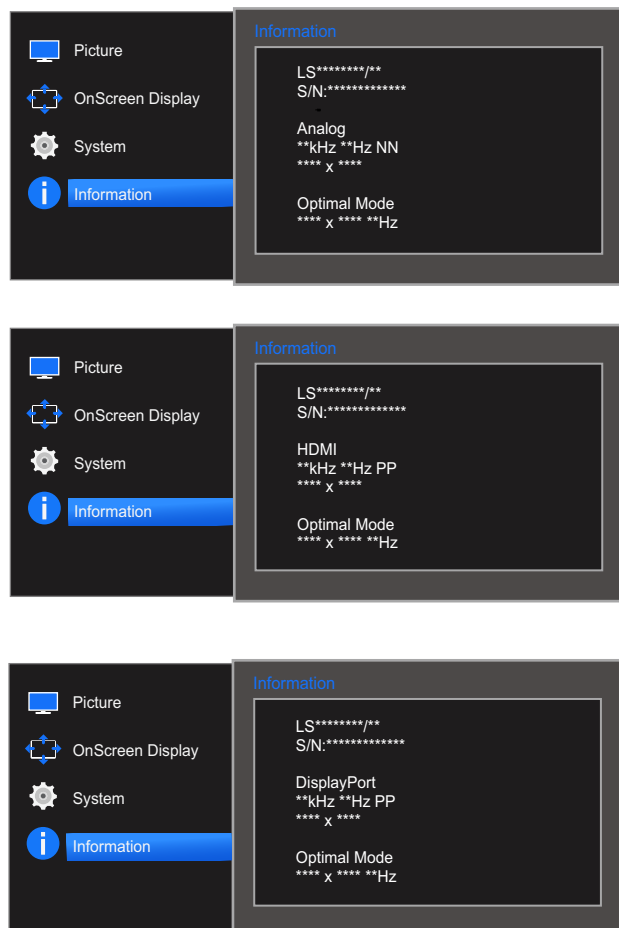 Picture
OnScreen Display
System
Information
Information
LS********/**
S/N:*************
Analog
**kHz **Hz NN
**** x ****
Optimal Mode
**** x **** **Hz
Picture
OnScreen Display
System
Information
Information
LS********/**
S/N:*************
HDMI
**kHz **Hz PP
**** x ****
Optimal Mode
**** x **** **Hz
Picture
OnScreen Display
System
Information
Information
LS********/**
S/N:*************
DisplayPort
**kHz **Hz PP
**** x ****
Optimal Mode
**** x **** **Hz